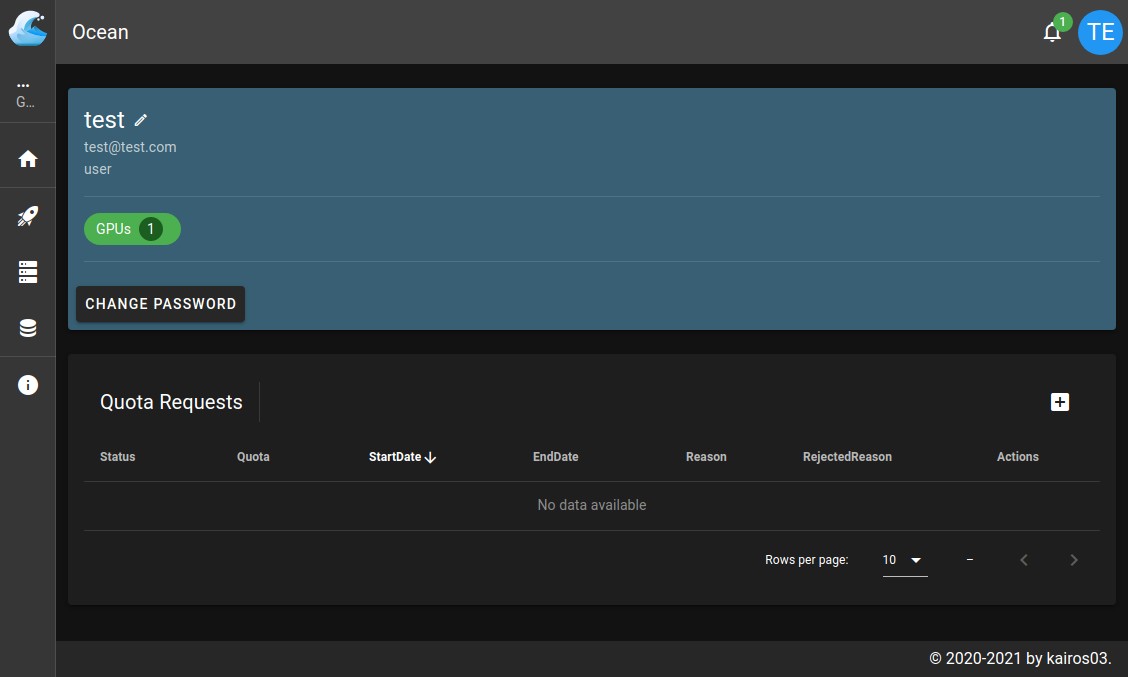 Ocean
1
TE
...
G...
test
test@test.com
user
GPUs 1
CHANGE PASSWORD
Quota Requests
Status Quota StartDate EndDate Reason RejectedReason Actions
No data available
Rows per page: 10 –
© 2020-2021 by kairos03.